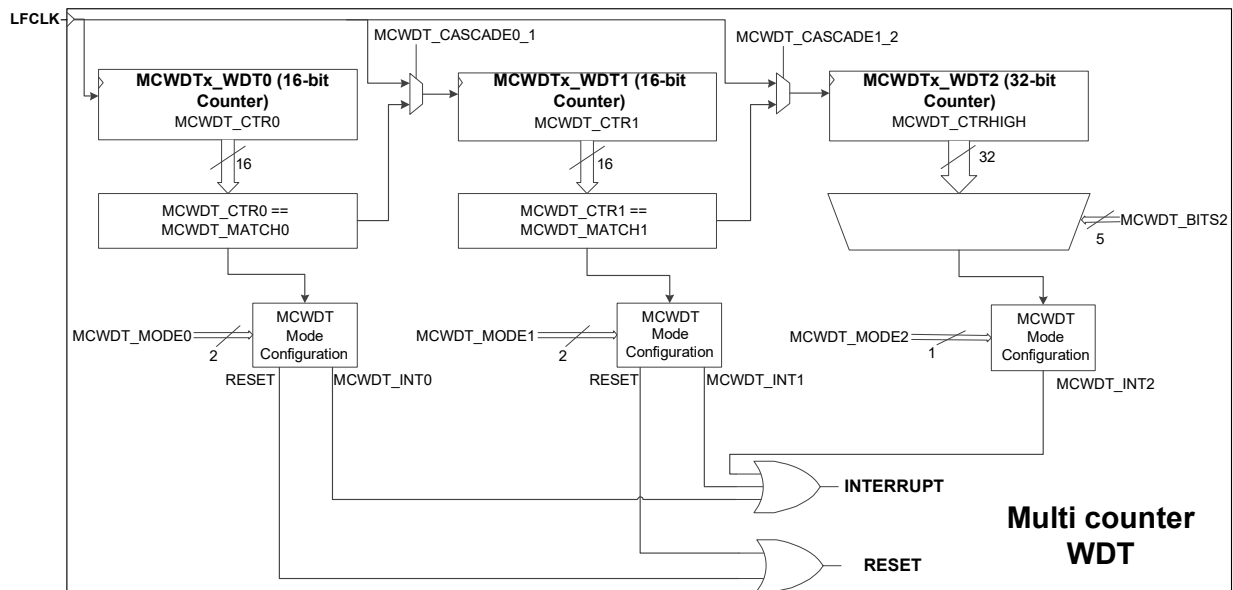 LFCLK
MCWDT_CASCADE0_1
MCWDT_CASCADE1_2
MCWDTx_WDT0 (16-bit
Counter)
MCWDT_CTR0
MCWDTx_WDT1 (16-bit
Counter)
MCWDT_CTR1
MCWDTx_WDT2 (32-bit
Counter)
MCWDT_CTRHIGH
16
16
32
MCWDT_CTR0 ==
MCWDT_MATCH0
MCWDT_CTR1 ==
MCWDT_MATCH1
MCWDT_BITS2
5
MCWDT_MODE0
2
MCWDT
Mode
Configuration
MCWDT_MODE1
2
MCWDT
Mode
Configuration
MCWDT_MODE2
1
MCWDT
Mode
Configuration
RESET
MCWDT_INT0
RESET
MCWDT_INT1
MCWDT_INT2
INTERRUPT
RESET
Multi counter
WDT